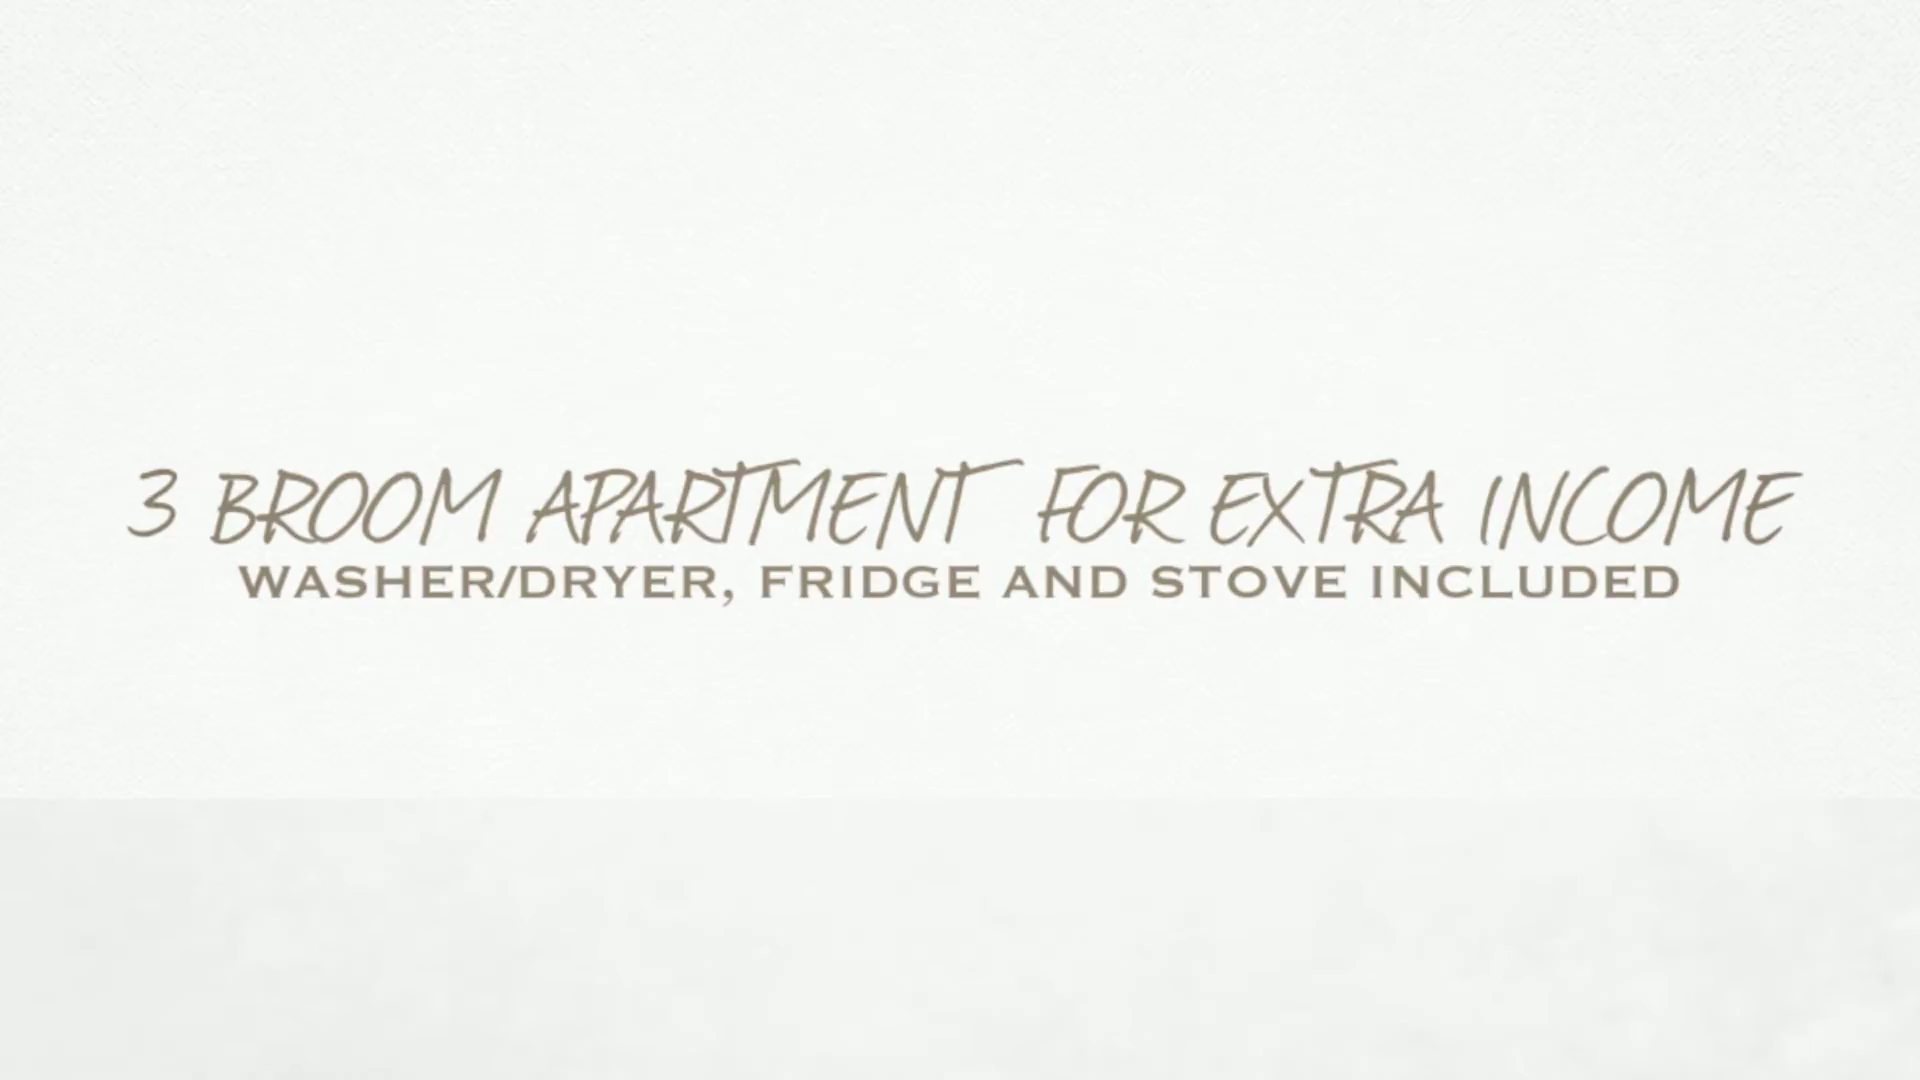 3 BROOM APARTMENT FOR EXTRA INCOME
WASHER/DRYER, FRIDGE AND STOVE INCLUDED